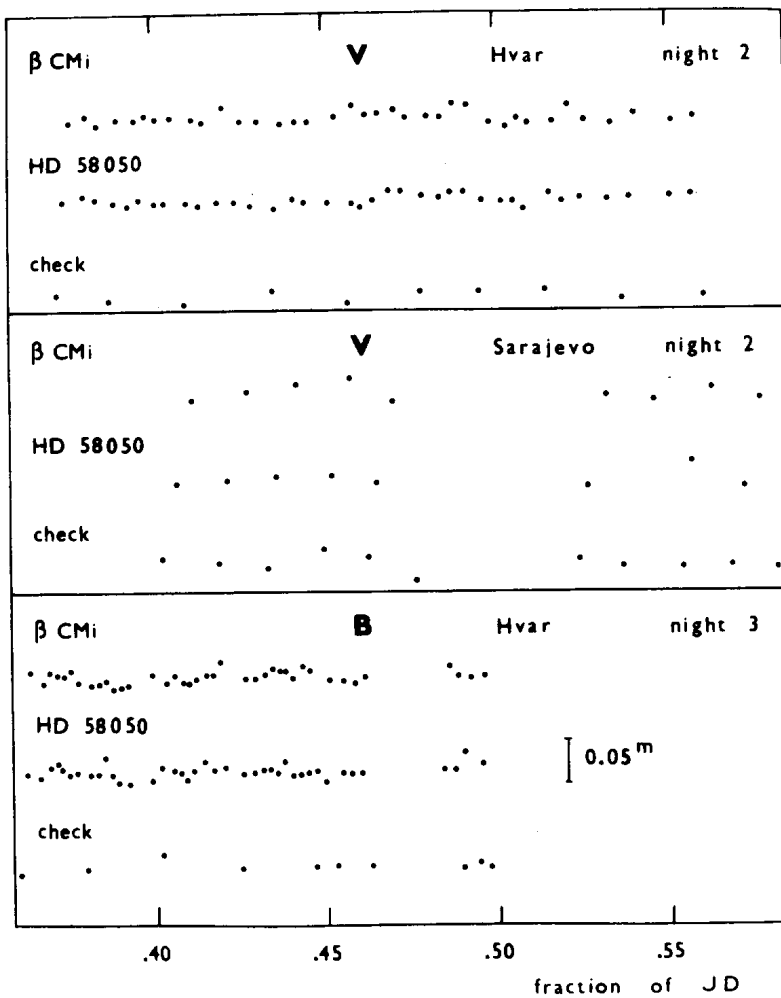 β CMi V Hvar night 2
HD 58050
check
β CMi V Sarajevo night 2
HD 58050
check
β CMi B Hvar night 3
HD 58050
0.05ᵐ
check
.40 .45 .50 .55
fraction of JD